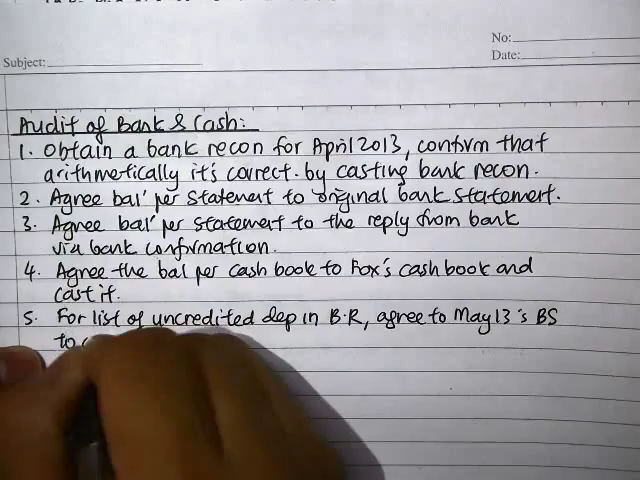 No:
Date:
Subject:
Audit of Bank & Cash:
1. Obtain a bank recon for April 2013, confirm that
arithmetically it's correct. by casting bank recon.
2. Agree bal' per statement to original bank statement.
3. Agree bal' per statement to the reply from bank
via bank confirmation.
4. Agree the bal per cash book to Fox's cash book and
cast it.
5. For list of uncredited dep in B.R, agree to May 13's BS
to